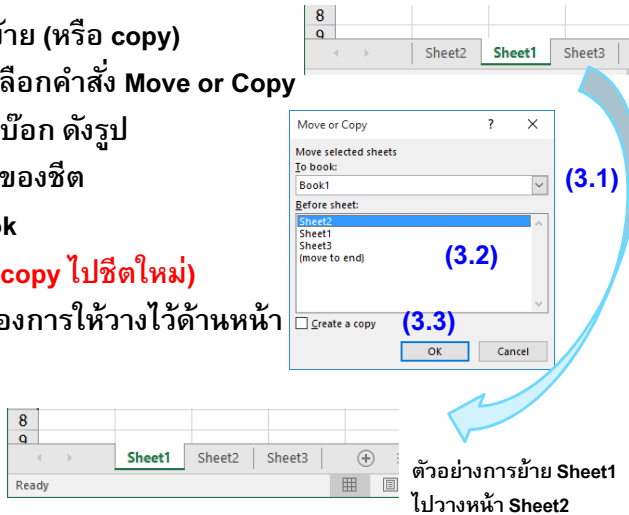 8
9
Sheet2 Sheet1 Sheet3
ย้าย (หรือ copy)
ลือกคำสั่ง Move or Copy
บ๊อก ดังรูป
ของชีต
ok
copy ไปชีตใหม่)
องการให้วางไว้ด้านหน้า
Move or Copy ? ×
Move selected sheets
To book:
Book1
(3.1)
Before sheet:
Sheet2
Sheet1
Sheet3
(move to end)
(3.2)
Create a copy
(3.3)
OK Cancel
8
9
Sheet1 Sheet2 Sheet3
Ready
ตัวอย่างการย้าย Sheet1
ไปวางหน้า Sheet2